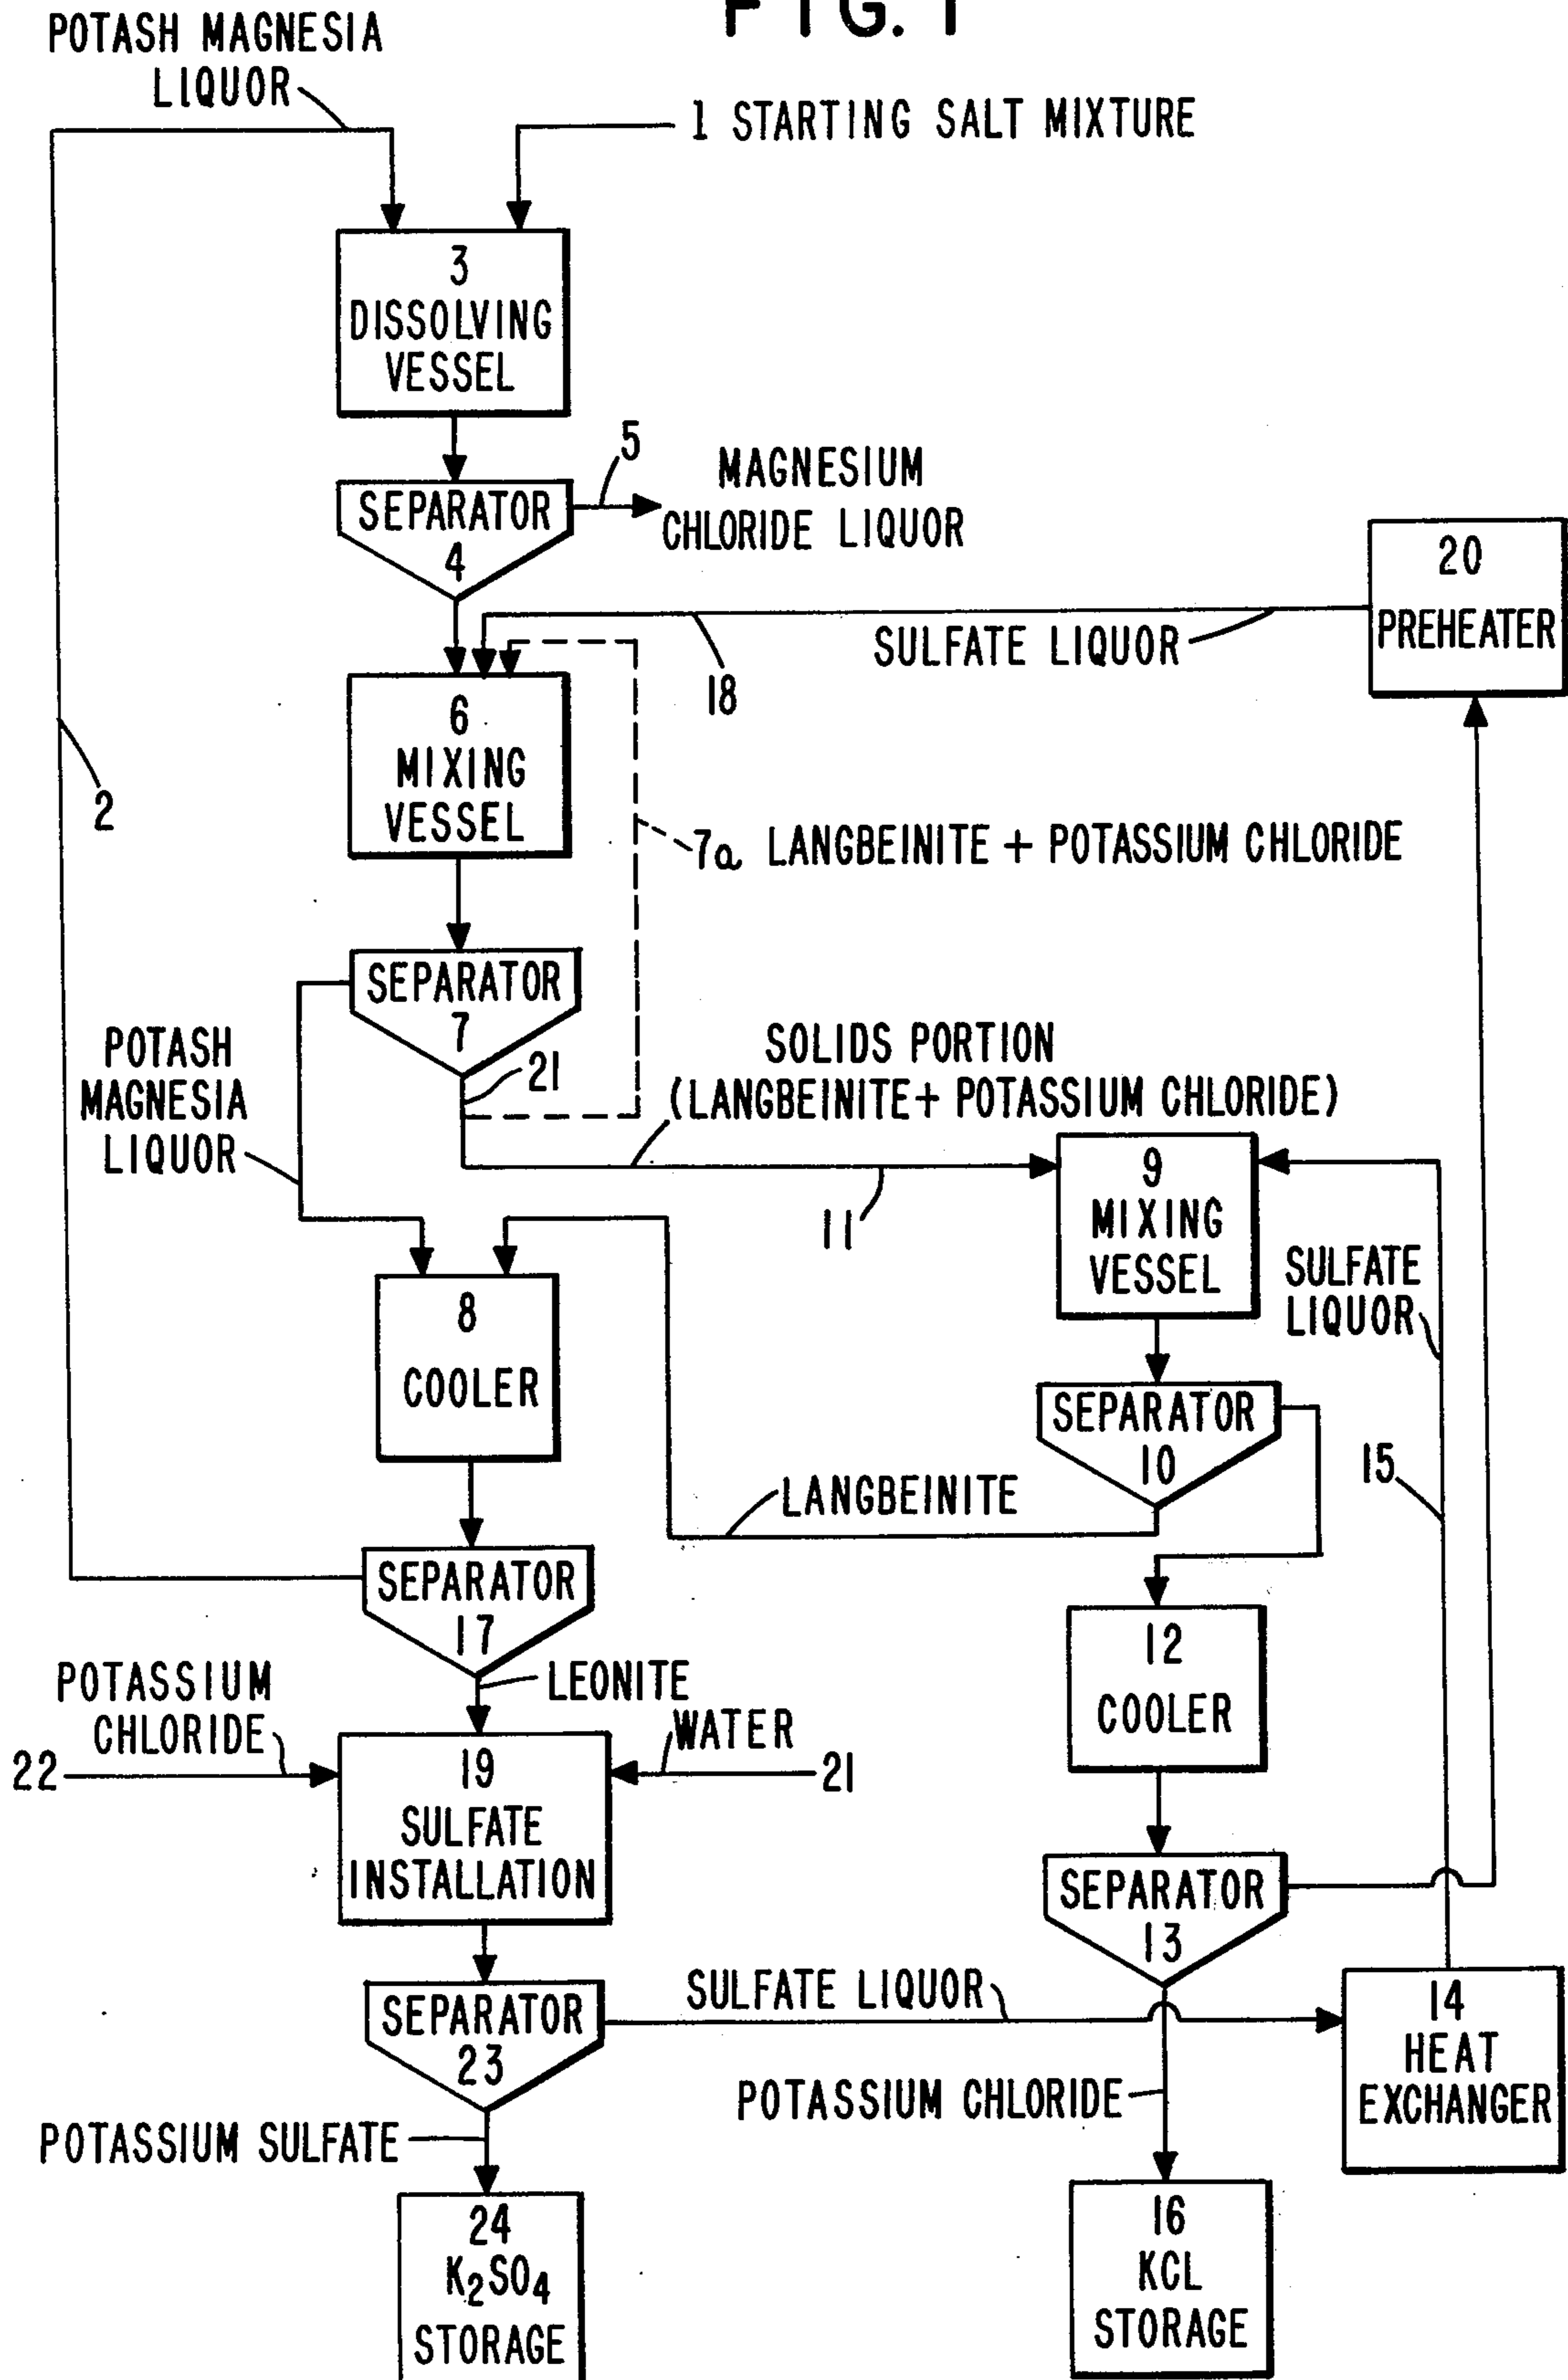 FIG. 1
POTASH MAGNESIA
LIQUOR
1 STARTING SALT MIXTURE
3
DISSOLVING
VESSEL
5
SEPARATOR
4
MAGNESIUM
CHLORIDE LIQUOR
20
PREHEATER
SULFATE LIQUOR
18
6
MIXING
VESSEL
2
7a LANGBEINITE + POTASSIUM CHLORIDE
SEPARATOR
7
21
POTASH
MAGNESIA
LIQUOR
SOLIDS PORTION
(LANGBEINITE + POTASSIUM CHLORIDE)
11
9
MIXING
VESSEL
SULFATE
LIQUOR
8
COOLER
SEPARATOR
10
15
LANGBEINITE
SEPARATOR
17
12
COOLER
LEONITE
POTASSIUM
CHLORIDE
22
WATER
21
19
SULFATE
INSTALLATION
SEPARATOR
13
SEPARATOR
23
SULFATE LIQUOR
14
HEAT
EXCHANGER
POTASSIUM CHLORIDE
POTASSIUM SULFATE
24
K2SO4
STORAGE
16
KCL
STORAGE